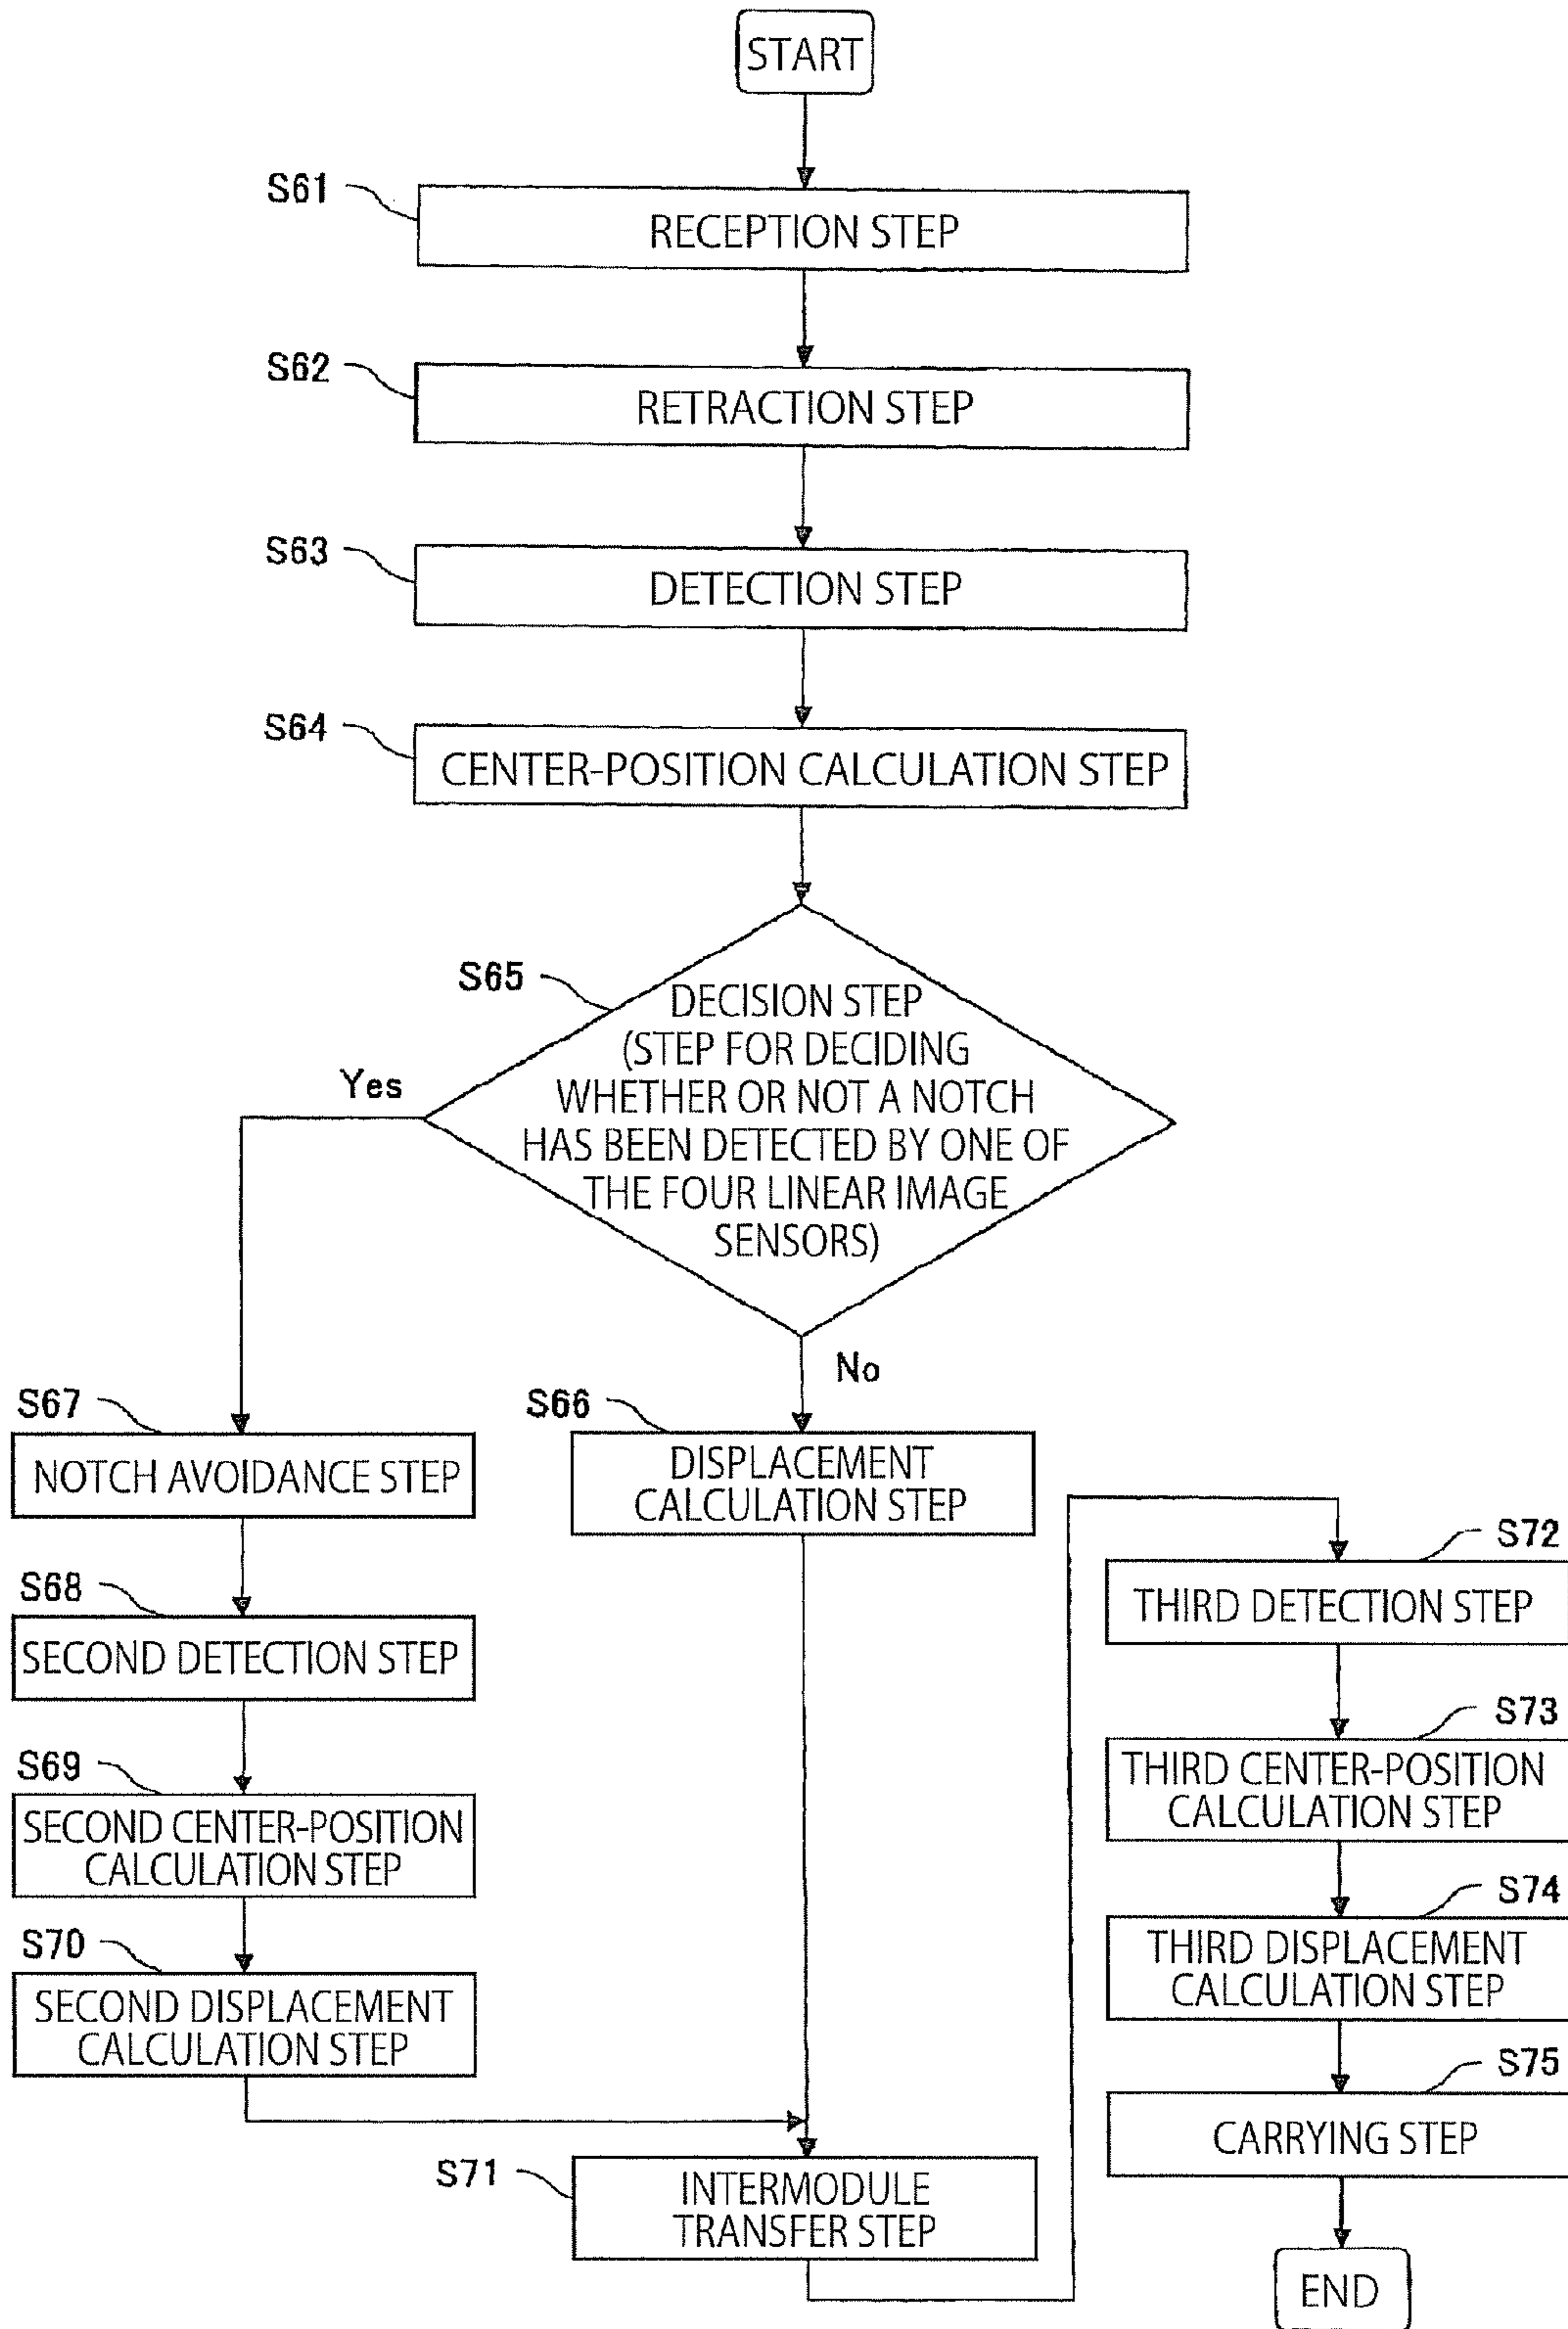 START
S61
RECEPTION STEP
S62
RETRACTION STEP
S63
DETECTION STEP
S64
CENTER-POSITION CALCULATION STEP
S65
DECISION STEP
(STEP FOR DECIDING
WHETHER OR NOT A NOTCH
HAS BEEN DETECTED BY ONE OF
THE FOUR LINEAR IMAGE
SENSORS)
Yes
No
S67
NOTCH AVOIDANCE STEP
S68
SECOND DETECTION STEP
S69
SECOND CENTER-POSITION
CALCULATION STEP
S70
SECOND DISPLACEMENT
CALCULATION STEP
S66
DISPLACEMENT
CALCULATION STEP
S71
INTERMODULE
TRANSFER STEP
S72
THIRD DETECTION STEP
S73
THIRD CENTER-POSITION
CALCULATION STEP
S74
THIRD DISPLACEMENT
CALCULATION STEP
S75
CARRYING STEP
END